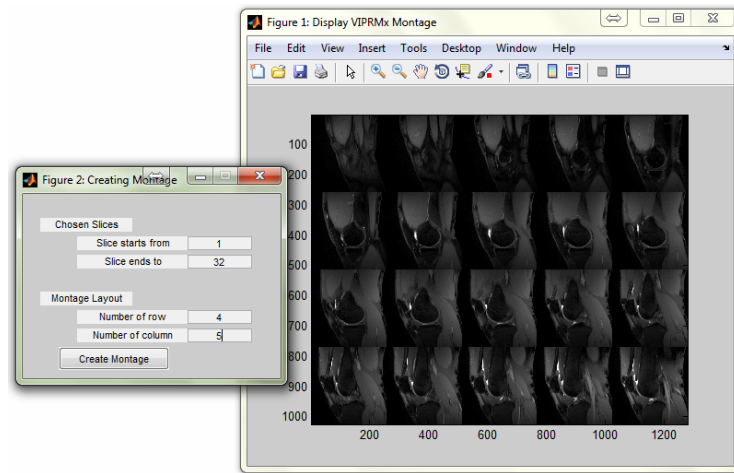 Figure 1: Display VIPRMx Montage
File Edit View Insert Tools Desktop Window Help
100
200
300
400
500
600
700
800
900
1000
200 400 600 800 1000 1200
Figure 2: Creating Montage
Chosen Slices
Slice starts from 1
Slice ends to 32
Montage Layout
Number of row 4
Number of column 5
Create Montage